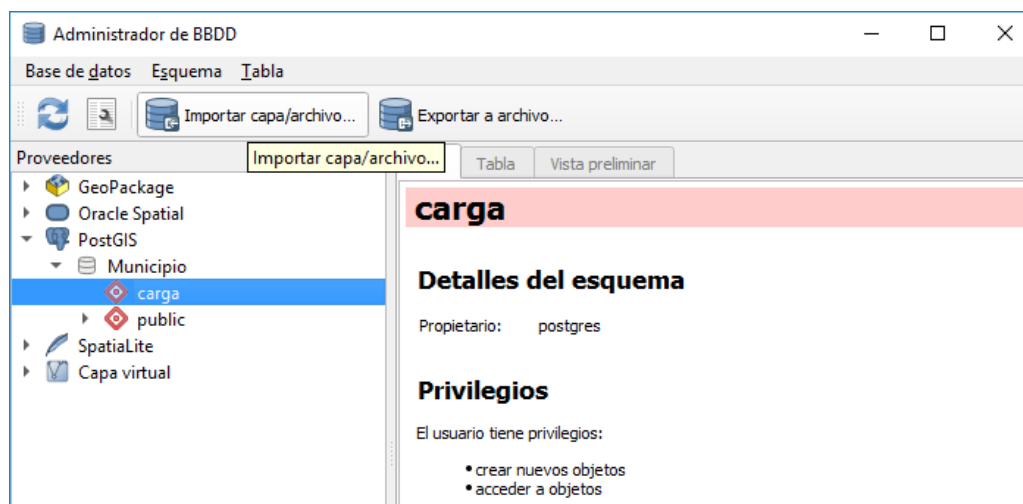 Administrador de BBDD
Base de datos Esquema Tabla
Importar capa/archivo... Exportar a archivo...
Proveedores Importar capa/archivo... Tabla Vista preliminar
GeoPackage
Oracle Spatial
PostGIS
Municipio
carga
public
SpatiaLite
Capa virtual
carga
Detalles del esquema
Propietario: postgres
Privilegios
El usuario tiene privilegios:
• crear nuevos objetos
• acceder a objetos